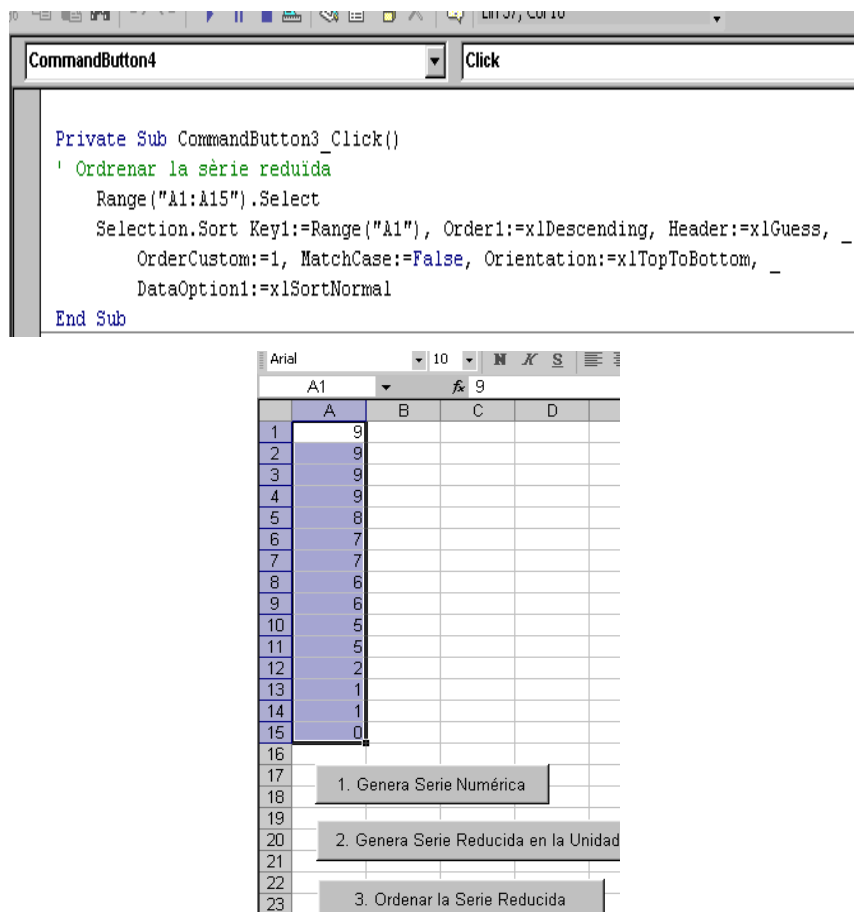 Lin 37, Col 10
CommandButton4 Click
Private Sub CommandButton3_Click()
' Ordrenar la sèrie reduïda
Range("A1:A15").Select
Selection.Sort Key1:=Range("A1"), Order1:=xlDescending, Header:=xlGuess, _
OrderCustom:=1, MatchCase:=False, Orientation:=xlTopToBottom, _
DataOption1:=xlSortNormal
End Sub
Arial 10 N K S
A1 fx 9
A B C D
1 9
2 9
3 9
4 9
5 8
6 7
7 7
8 6
9 6
10 5
11 5
12 2
13 1
14 1
15 0
16
17
1. Genera Serie Numérica
18
19
20
2. Genera Serie Reducida en la Unidad
21
22
23
3. Ordenar la Serie Reducida